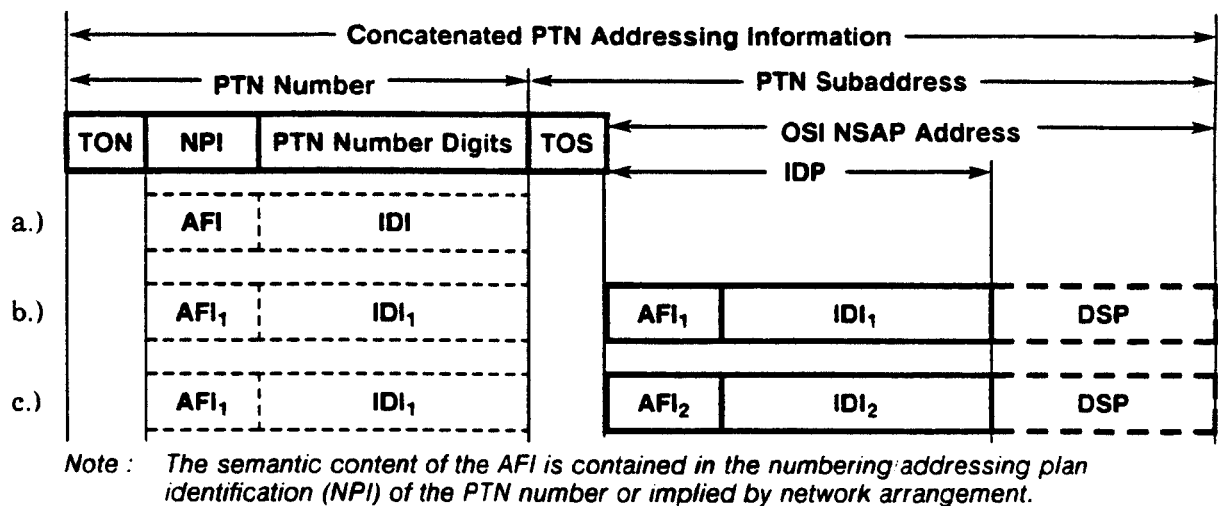 Concatenated PTN Addressing Information
PTN Number PTN Subaddress
TON NPI PTN Number Digits TOS OSI NSAP Address
IDP
a.) AFI IDI
b.) AFI₁ IDI₁ AFI₁ IDI₁ DSP
c.) AFI₁ IDI₁ AFI₂ IDI₂ DSP
Note : The semantic content of the AFI is contained in the numbering/addressing plan
identification (NPI) of the PTN number or implied by network arrangement.